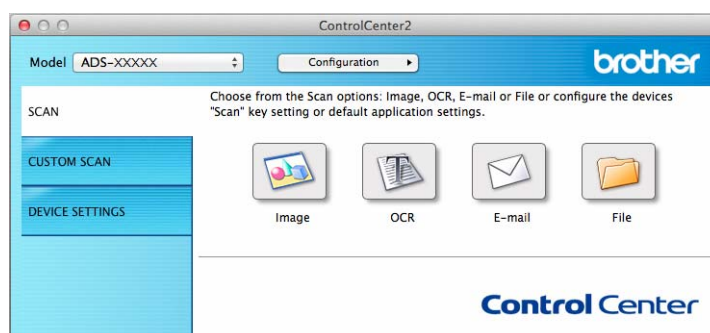 ControlCenter2
Model ADS-XXXXX Configuration brother
SCAN
CUSTOM SCAN
DEVICE SETTINGS
Choose from the Scan options: Image, OCR, E-mail or File or configure the devices
"Scan" key setting or default application settings.
Image OCR E-mail File
Control Center